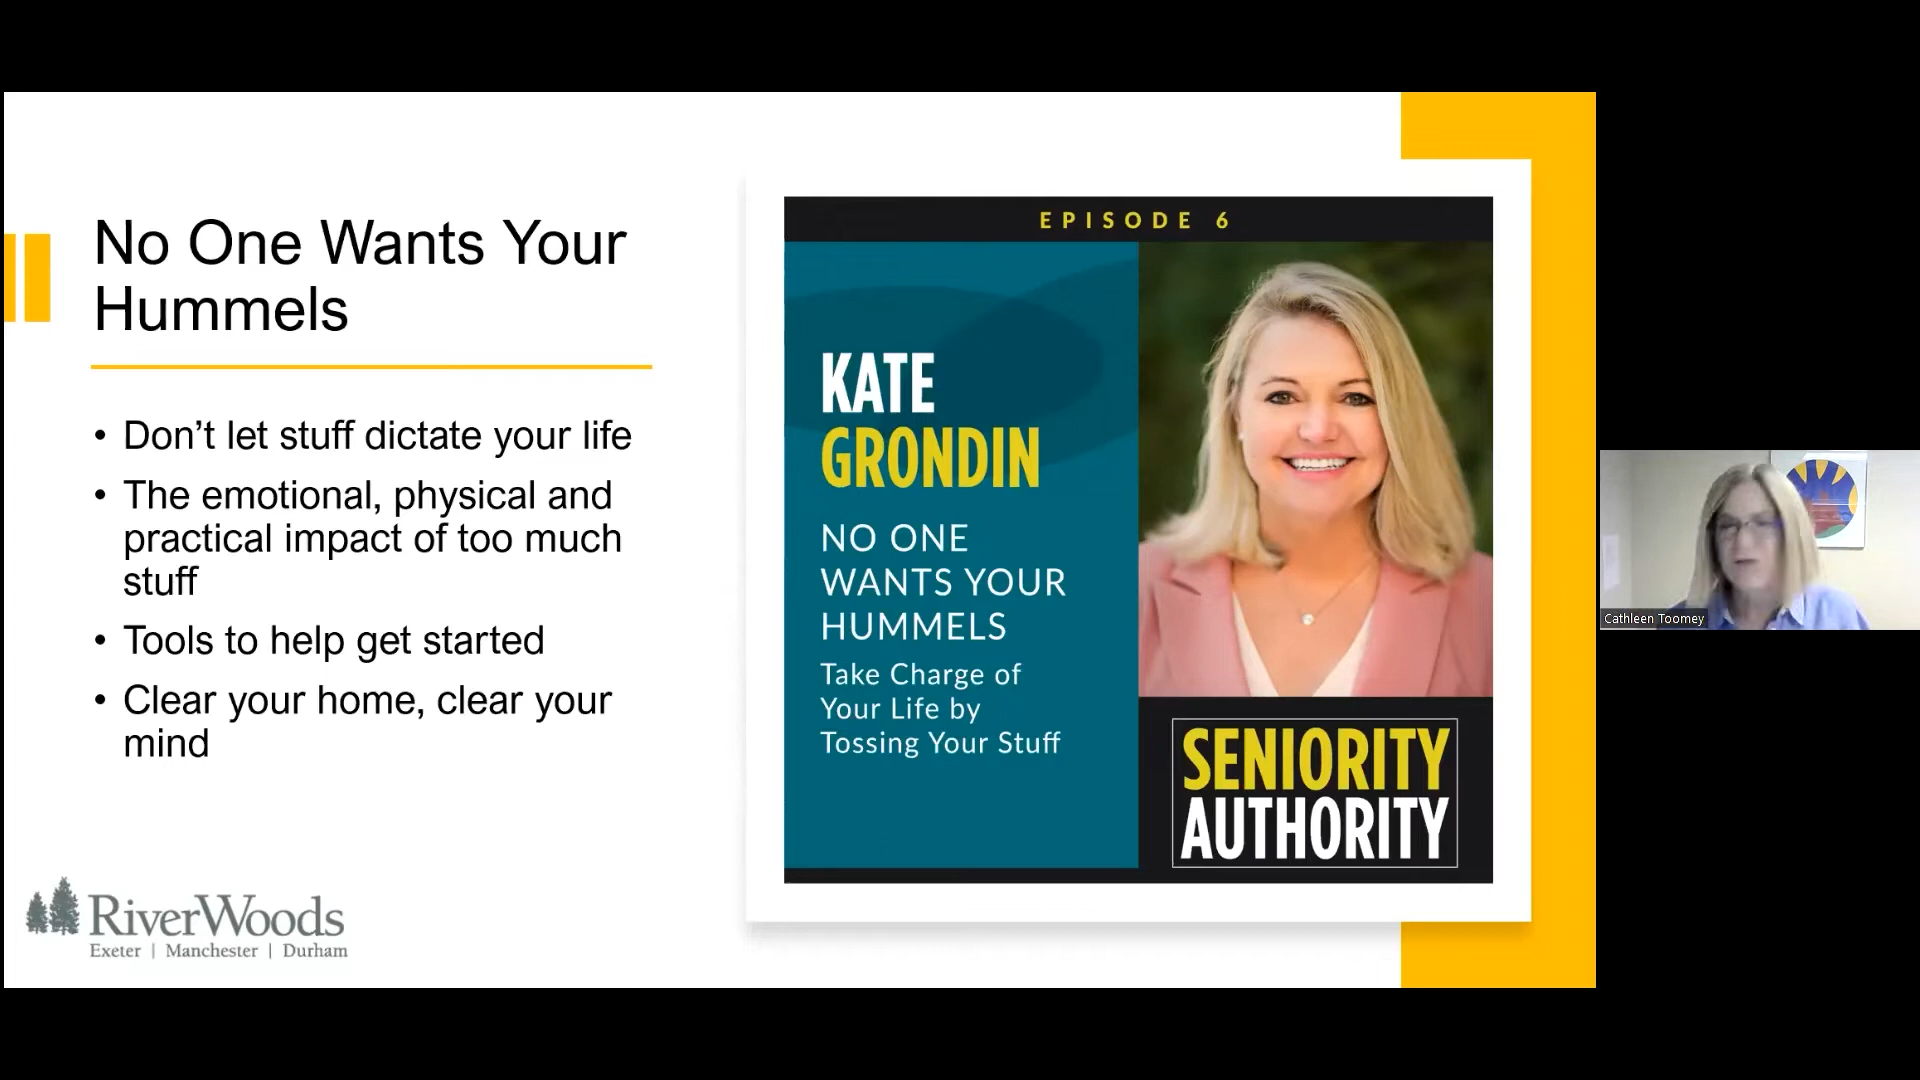 No One Wants Your
Hummels
• Don’t let stuff dictate your life
• The emotional, physical and
practical impact of too much
stuff
• Tools to help get started
• Clear your home, clear your
mind
RiverWoods
Exeter | Manchester | Durham
EPISODE 6
KATE
GRONDIN
NO ONE
WANTS YOUR
HUMMELS
Take Charge of
Your Life by
Tossing Your Stuff
SENIORITY
AUTHORITY
Cathleen Toomey